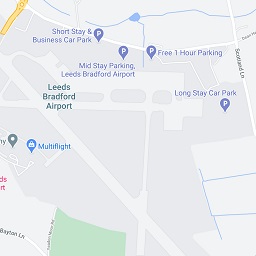 Short Stay &
Business Car Park
Free 1 Hour Parking
Mid Stay Parking,
Leeds Bradford Airport
Scotland Ln
Leeds
Bradford
Airport
Long Stay Car Park
Multiflight
Bayton Ln